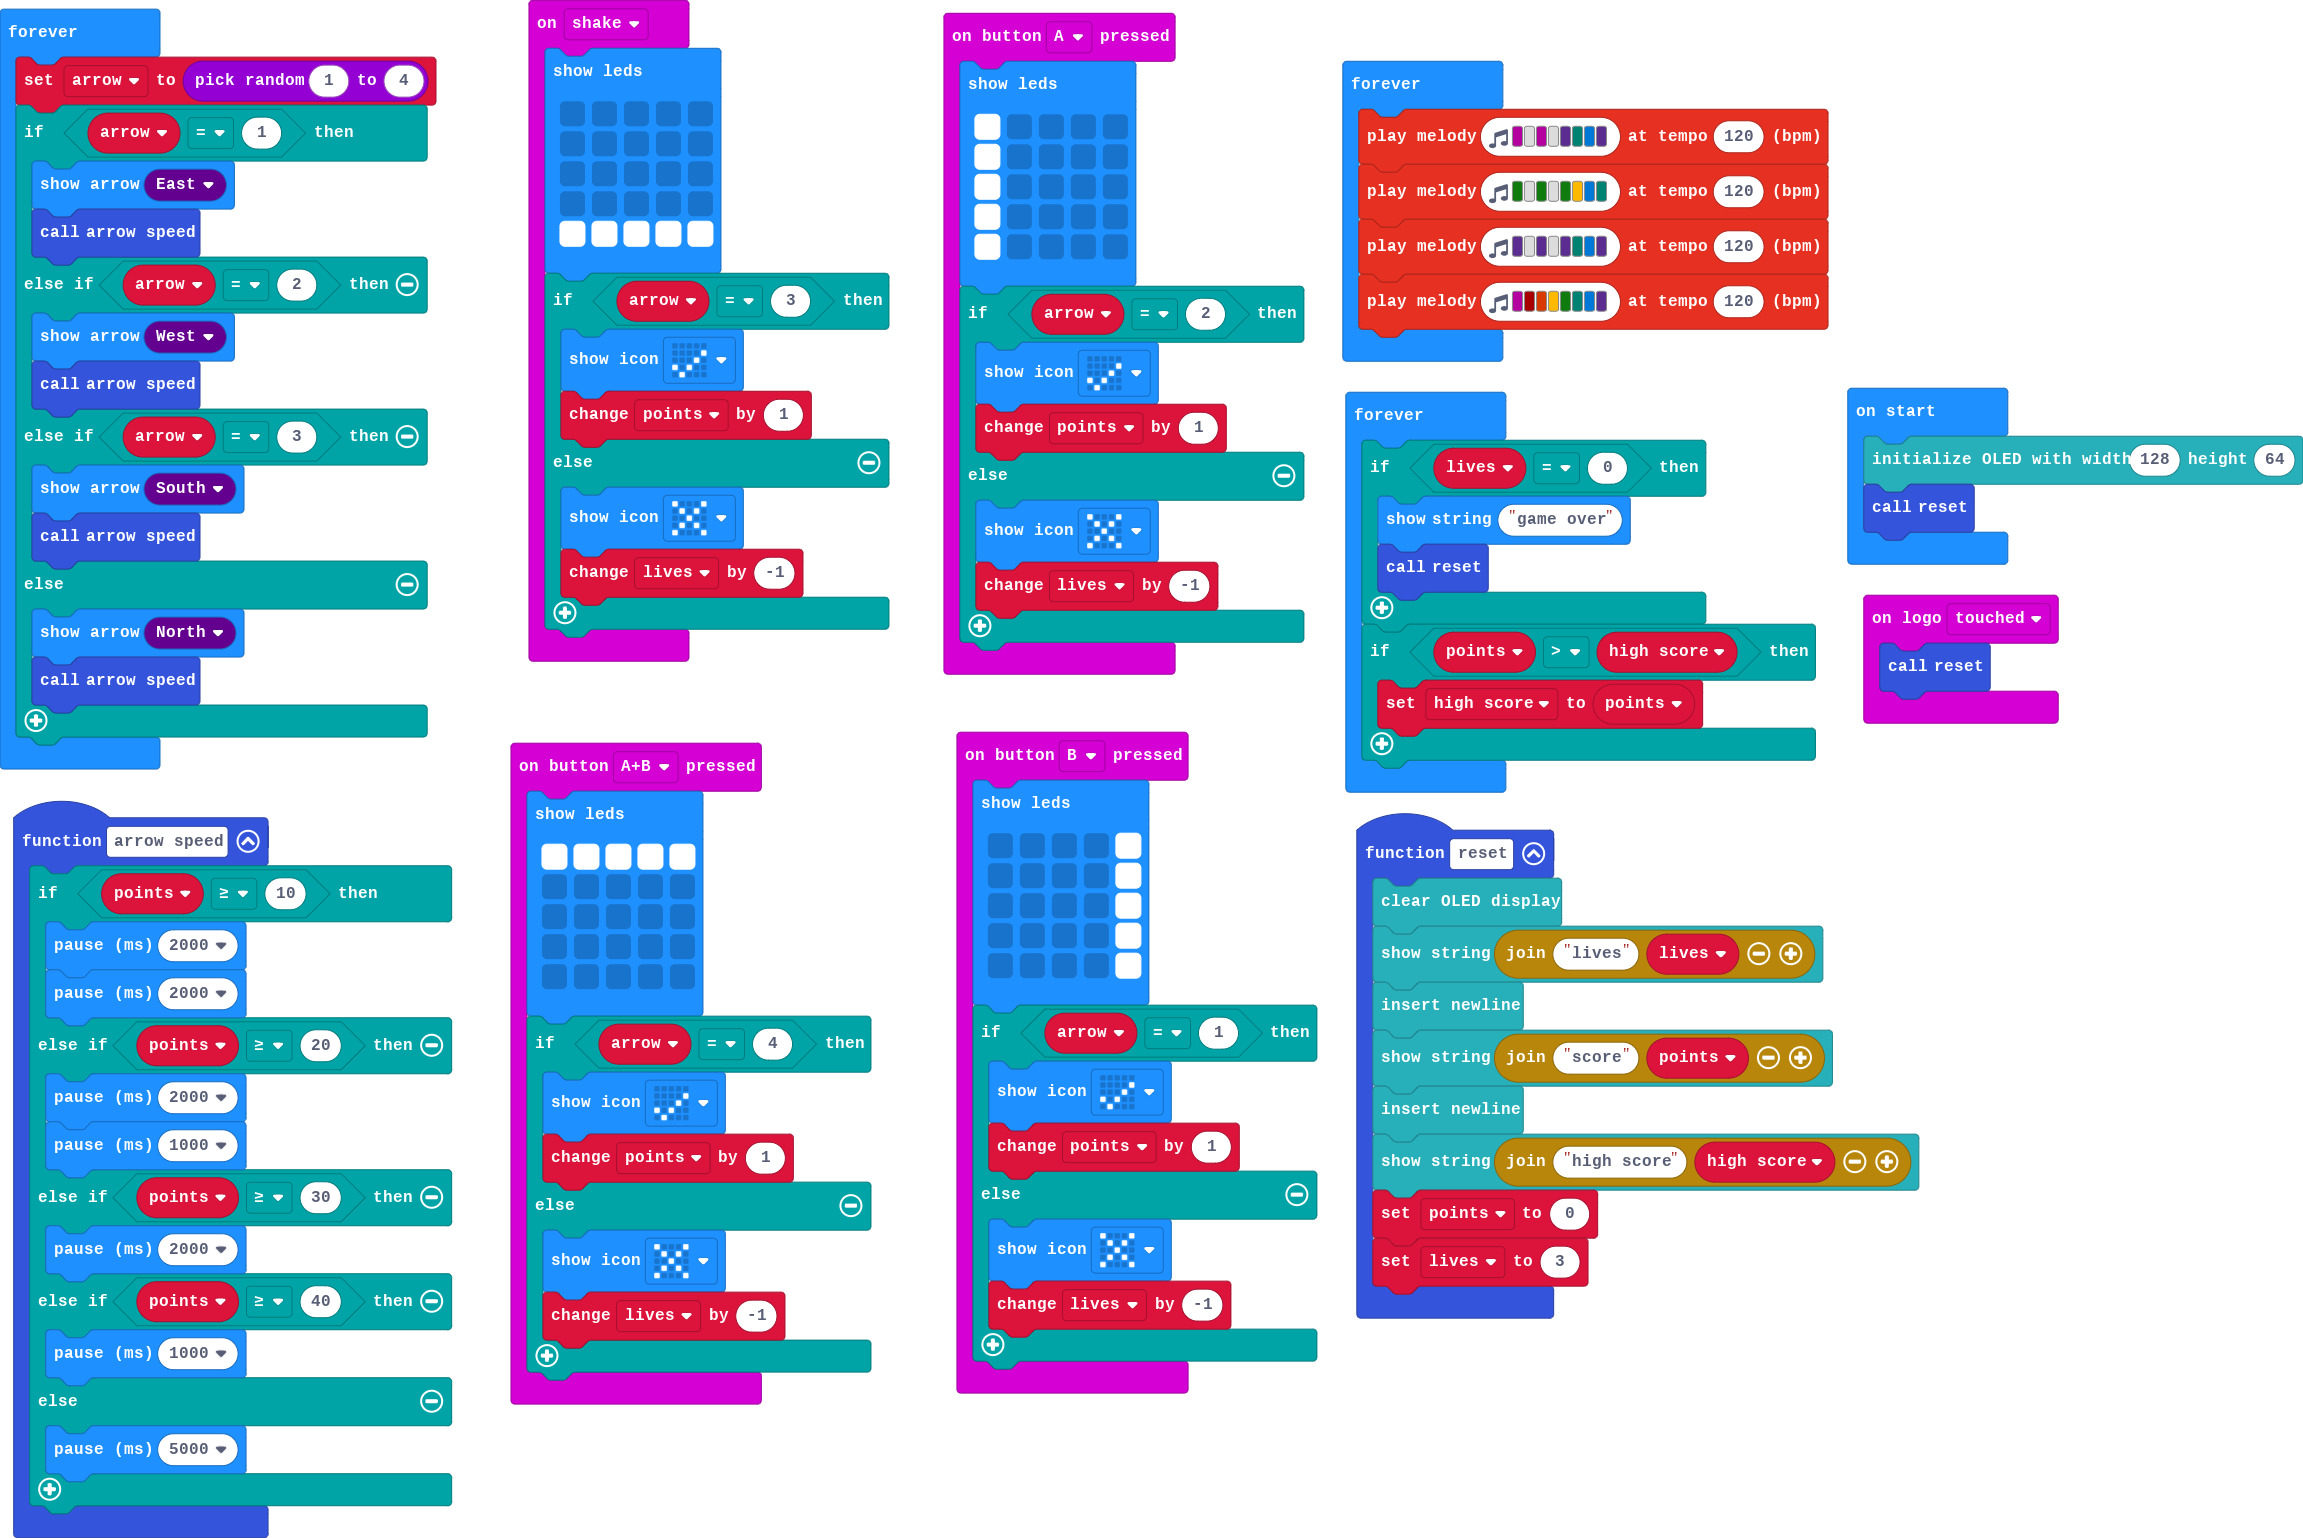 forever
set arrow to pick random 1 to 4
if arrow = 1 then
show arrow East
call arrow speed
else if arrow = 2 then
show arrow West
call arrow speed
else if arrow = 3 then
show arrow South
call arrow speed
else
show arrow North
call arrow speed
function arrow speed
if points ≥ 10 then
pause (ms) 2000
pause (ms) 2000
else if points ≥ 20 then
pause (ms) 2000
pause (ms) 1000
else if points ≥ 30 then
pause (ms) 2000
else if points ≥ 40 then
pause (ms) 1000
else
pause (ms) 5000
on shake
show leds
if arrow = 3 then
show icon
change points by 1
else
show icon
change lives by -1
on button A+B pressed
show leds
if arrow = 4 then
show icon
change points by 1
else
show icon
change lives by -1
on button A pressed
show leds
if arrow = 2 then
show icon
change points by 1
else
show icon
change lives by -1
on button B pressed
show leds
if arrow = 1 then
show icon
change points by 1
else
show icon
change lives by -1
forever
play melody at tempo 120 (bpm)
play melody at tempo 120 (bpm)
play melody at tempo 120 (bpm)
play melody at tempo 120 (bpm)
forever
if lives = 0 then
show string "game over"
call reset
if points > high score then
set high score to points
function reset
clear OLED display
show string join "lives" lives
insert newline
show string join "score" points
insert newline
show string join "high score" high score
set points to 0
set lives to 3
on start
initialize OLED with width 128 height 64
call reset
on logo touched
call reset